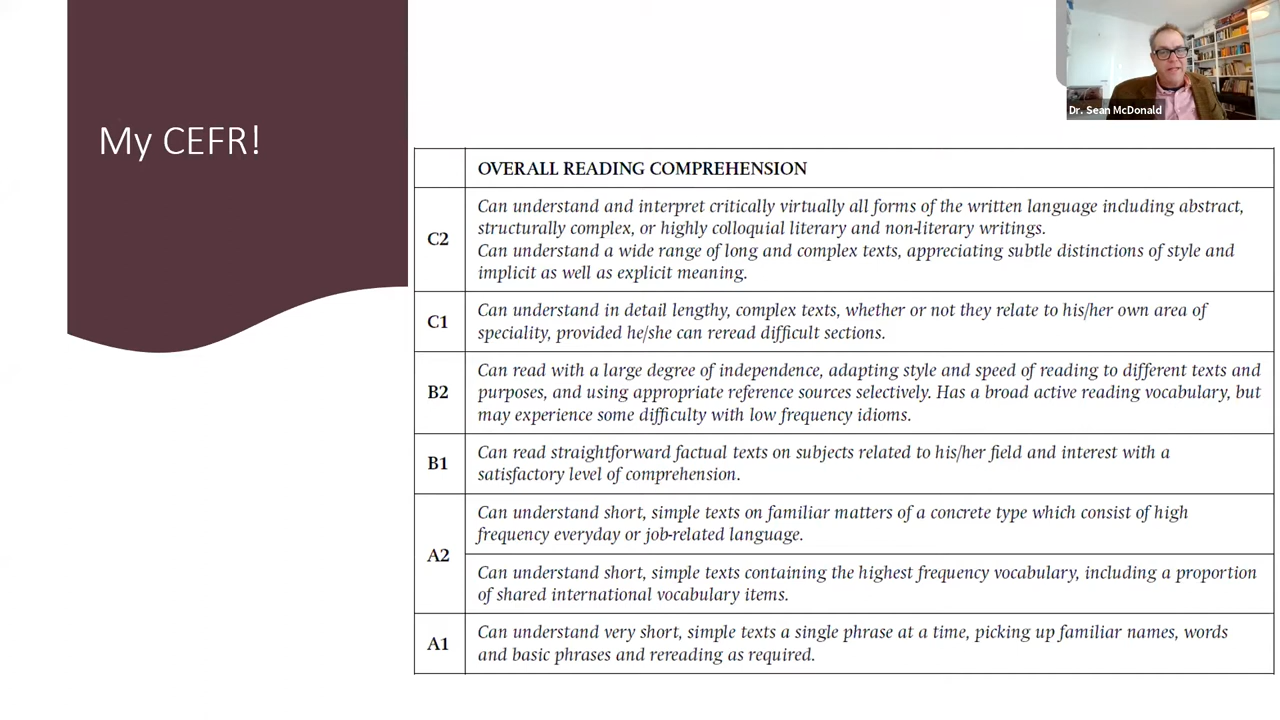 My CEFR!
Dr. Sean McDonald
OVERALL READING COMPREHENSION
C2
Can understand and interpret critically virtually all forms of the written language including abstract,
structurally complex, or highly colloquial literary and non-literary writings.
Can understand a wide range of long and complex texts, appreciating subtle distinctions of style and
implicit as well as explicit meaning.
C1
Can understand in detail lengthy, complex texts, whether or not they relate to his/her own area of
speciality, provided he/she can reread difficult sections.
B2
Can read with a large degree of independence, adapting style and speed of reading to different texts and
purposes, and using appropriate reference sources selectively. Has a broad active reading vocabulary, but
may experience some difficulty with low frequency idioms.
B1
Can read straightforward factual texts on subjects related to his/her field and interest with a
satisfactory level of comprehension.
A2
Can understand short, simple texts on familiar matters of a concrete type which consist of high
frequency everyday or job-related language.
Can understand short, simple texts containing the highest frequency vocabulary, including a proportion
of shared international vocabulary items.
A1
Can understand very short, simple texts a single phrase at a time, picking up familiar names, words
and basic phrases and rereading as required.